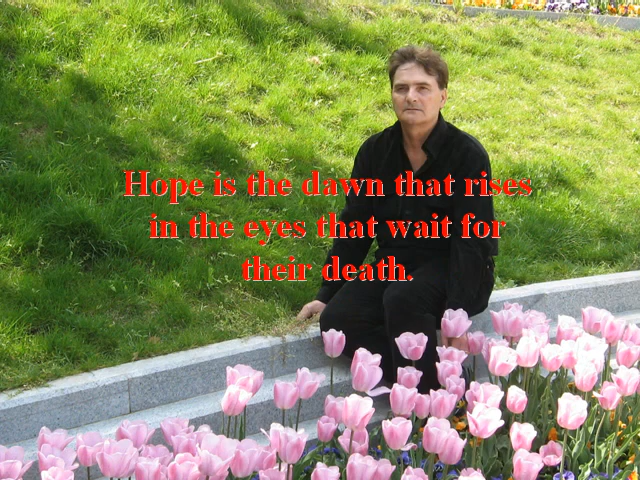 Hope is the dawn that rises
in the eyes that wait for
their death.